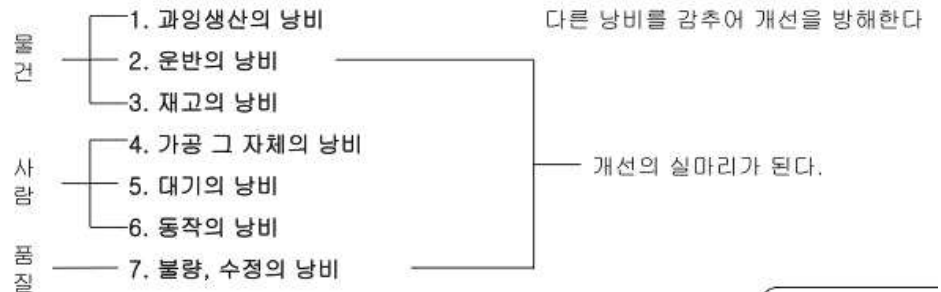 1. 과잉생산의 낭비 다른 낭비를 감추어 개선을 방해한다
물건
2. 운반의 낭비
3. 재고의 낭비
4. 가공 그 자체의 낭비
사람
5. 대기의 낭비 개선의 실마리가 된다.
6. 동작의 낭비
품질
7. 불량, 수정의 낭비